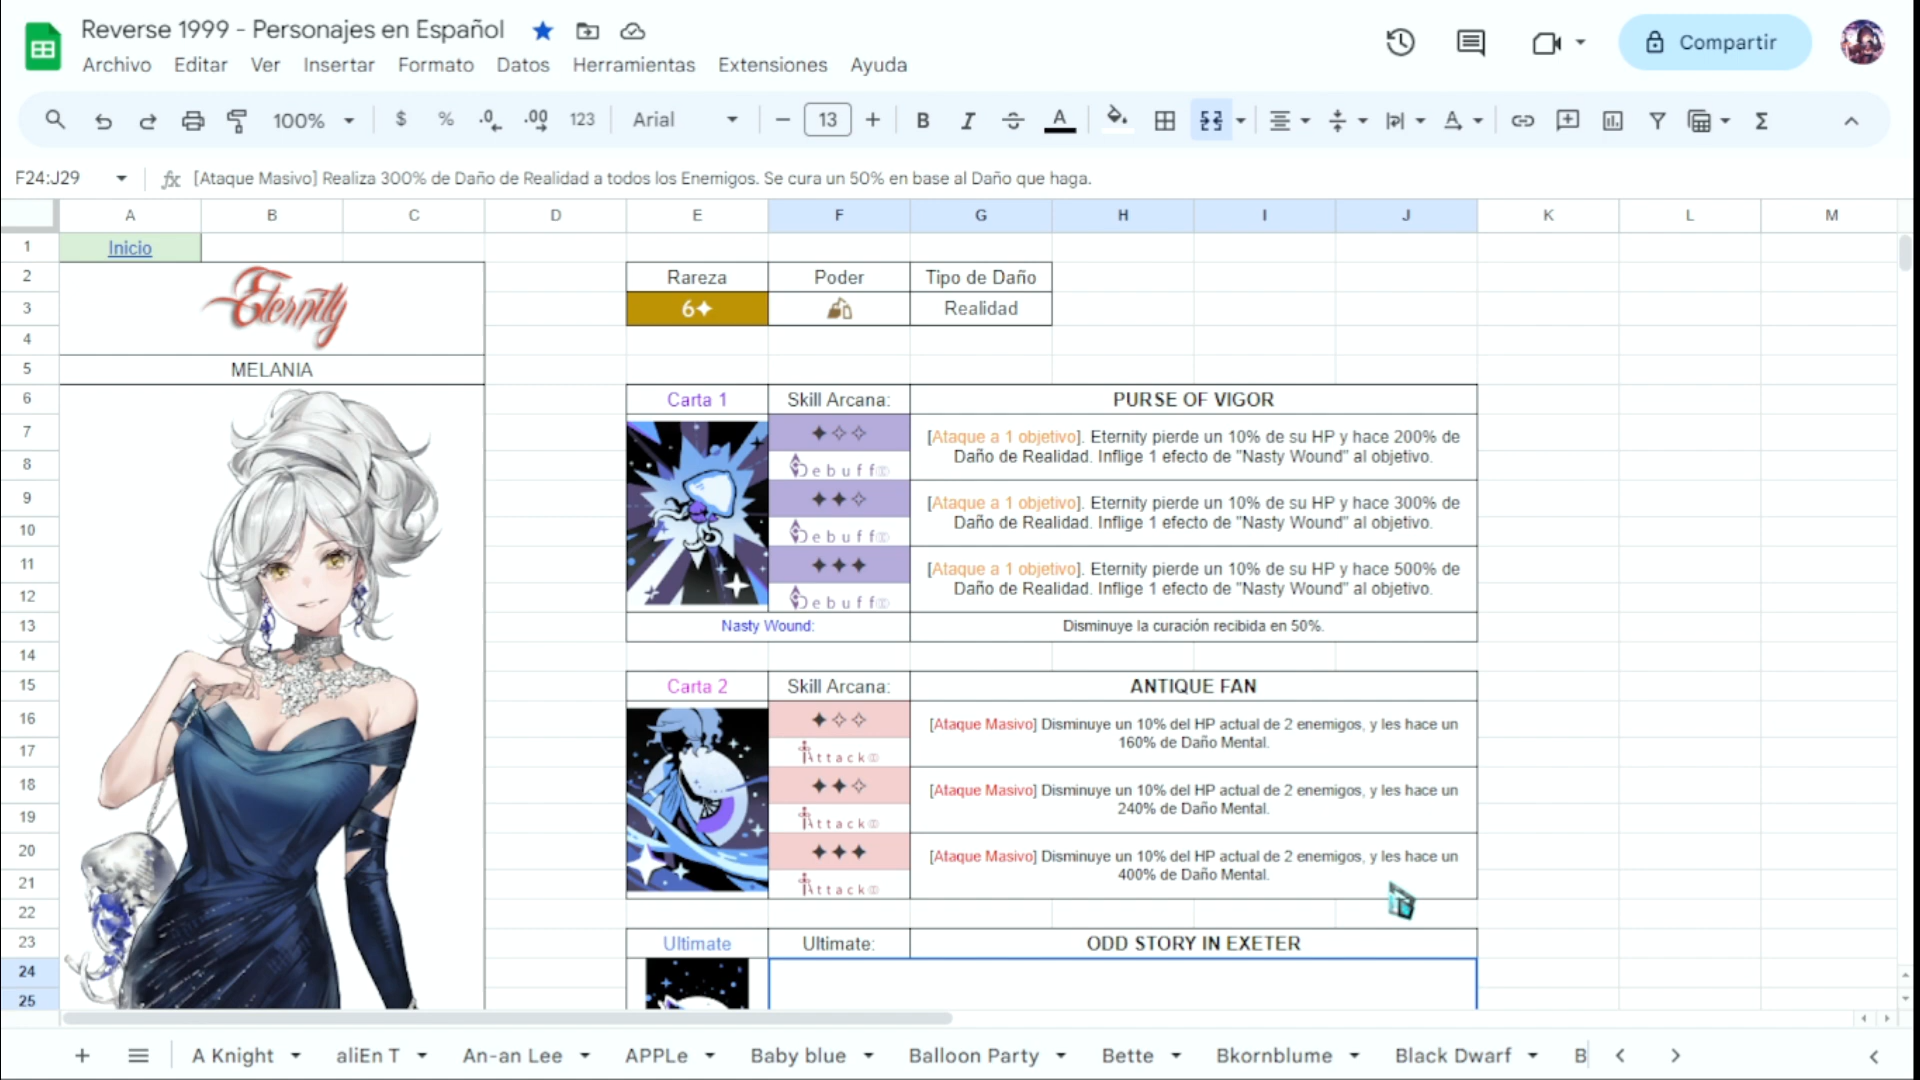 Reverse 1999 - Personajes en Español
Compartir
Archivo Editar Ver Insertar Formato Datos Herramientas Extensiones Ayuda
100% $ % .0 .00 123 Arial 13 B I A A Σ
F24:J29 fx [Ataque Masivo] Realiza 300% de Daño de Realidad a todos los Enemigos. Se cura un 50% en base al Daño que haga.
A B C D E F G H I J K L M
1 Inicio
2 Rareza Poder Tipo de Daño
Eternity
3 6✦ Realidad
4
5 MELANIA
6 Carta 1 Skill Arcana: PURSE OF VIGOR
7 ✦✧✧ [Ataque a 1 objetivo]. Eternity pierde un 10% de su HP y hace 200% de
Daño de Realidad. Inflige 1 efecto de "Nasty Wound" al objetivo.
8 Debuff
9 ✦✦✧ [Ataque a 1 objetivo]. Eternity pierde un 10% de su HP y hace 300% de
Daño de Realidad. Inflige 1 efecto de "Nasty Wound" al objetivo.
10 Debuff
11 ✦✦✦ [Ataque a 1 objetivo]. Eternity pierde un 10% de su HP y hace 500% de
Daño de Realidad. Inflige 1 efecto de "Nasty Wound" al objetivo.
12 Debuff
13 Nasty Wound: Disminuye la curación recibida en 50%.
14
15 Carta 2 Skill Arcana: ANTIQUE FAN
16 ✦✧✧ [Ataque Masivo] Disminuye un 10% del HP actual de 2 enemigos, y les hace un
160% de Daño Mental.
17 Attack
18 ✦✦✧ [Ataque Masivo] Disminuye un 10% del HP actual de 2 enemigos, y les hace un
240% de Daño Mental.
19 Attack
20 ✦✦✦ [Ataque Masivo] Disminuye un 10% del HP actual de 2 enemigos, y les hace un
400% de Daño Mental.
21 Attack
22
23 Ultimate Ultimate: ODD STORY IN EXETER
24
25
A Knight aliEn T An-an Lee APPLe Baby blue Balloon Party Bette Bkornblume Black Dwarf B